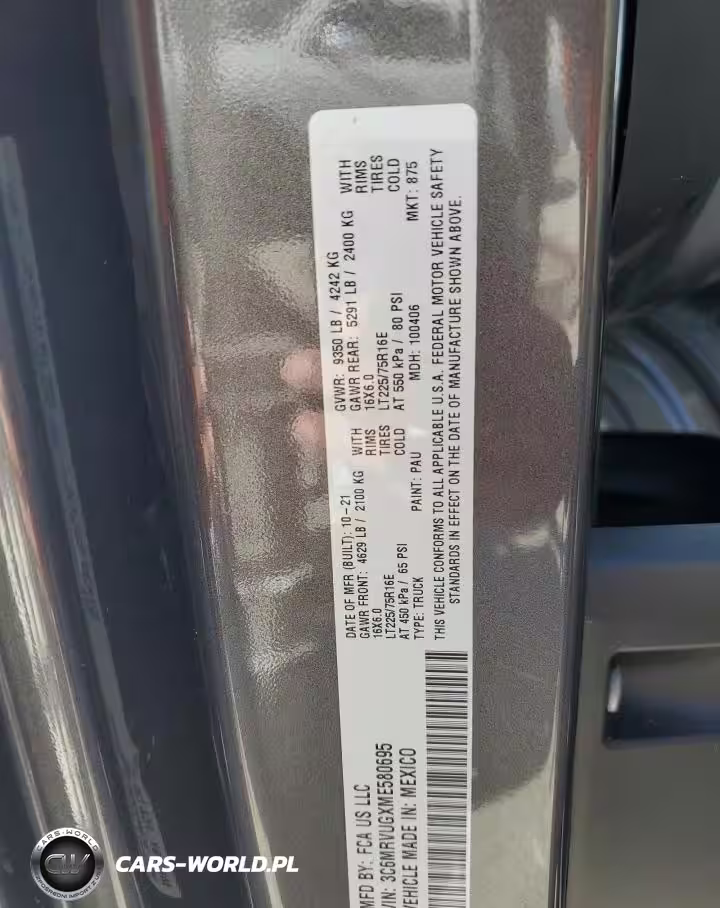 MFD BY: FCA US LLC
VIN: 3C6MRVUGXME580695
VEHICLE MADE IN: MEXICO
DATE OF MFR (BUILT): 10-21
GAWR FRONT: 4629 LB / 2100 KG WITH
16X6.0 RIMS
LT225/75R16E TIRES
AT 450 kPa / 65 PSI COLD
TYPE: TRUCK PAINT: PAU
GVWR: 9350 LB / 4242 KG
GAWR REAR: 5291 LB / 2400 KG WITH
16X6.0 RIMS
LT225/75R16E TIRES
AT 550 kPa / 80 PSI COLD
MDH: 100406 MKT: 875
THIS VEHICLE CONFORMS TO ALL APPLICABLE U.S.A. FEDERAL MOTOR VEHICLE SAFETY
STANDARDS IN EFFECT ON THE DATE OF MANUFACTURE SHOWN ABOVE.
CARS-WORLD
CW
CARS-WORLD.PL